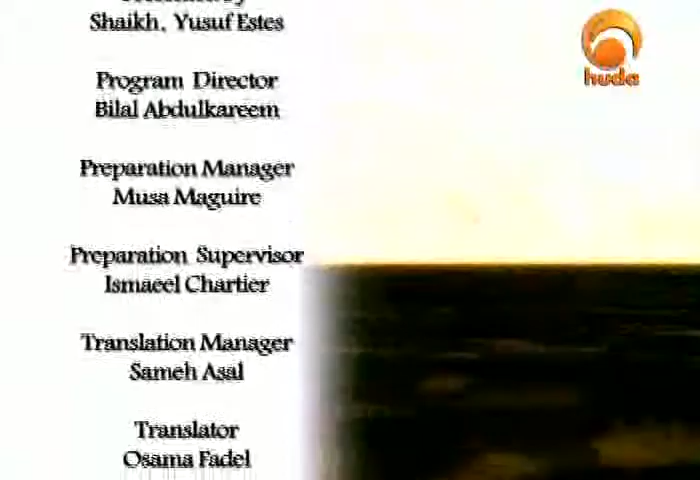 Shaikh, Yusuf Estes
Program Director
Bilal Abdulkareem
Preparation Manager
Musa Maguire
Preparation Supervisor
Ismaeel Chartier
Translation Manager
Sameh Asal
Translator
Osama Fadel
huda